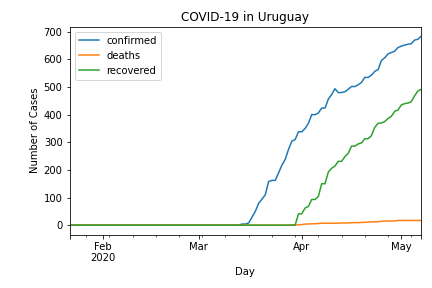 COVID-19 in Uruguay
700
600
500
400
300
200
100
0
Number of Cases
confirmed
deaths
recovered
Feb
2020
Mar
Apr
May
Day